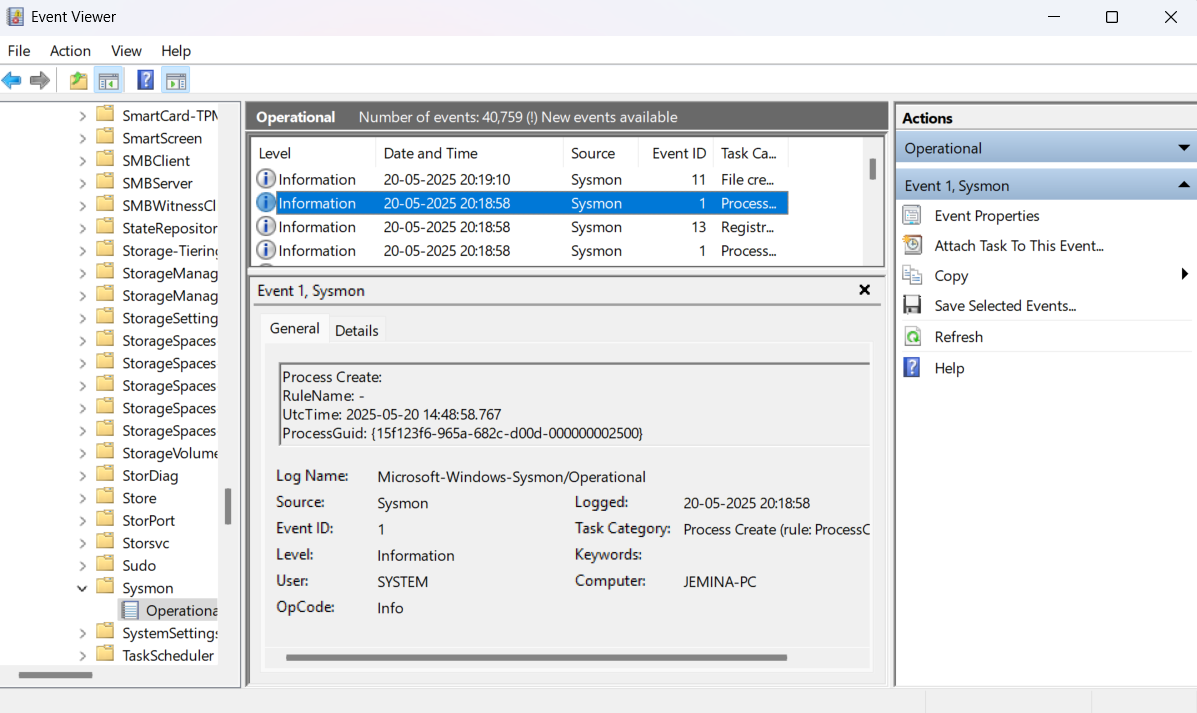 Event Viewer
File Action View Help
SmartCard-TPM
SmartScreen
SMBClient
SMBServer
SMBWitnessCl
StateRepositor
Storage-Tiering
StorageManag
StorageManag
StorageSetting
StorageSpaces
StorageSpaces
StorageSpaces
StorageSpaces
StorageSpaces
StorageVolume
StorDiag
Store
StorPort
Storsvc
Sudo
Sysmon
Operationa
SystemSettings
TaskScheduler
Operational Number of events: 40,759 (!) New events available
Level Date and Time Source Event ID Task Ca...
Information 20-05-2025 20:19:10 Sysmon 11 File cre...
Information 20-05-2025 20:18:58 Sysmon 1 Process...
Information 20-05-2025 20:18:58 Sysmon 13 Registr...
Information 20-05-2025 20:18:58 Sysmon 1 Process...
Event 1, Sysmon
General Details
Process Create:
RuleName: -
UtcTime: 2025-05-20 14:48:58.767
ProcessGuid: {15f123f6-965a-682c-d00d-000000002500}
Log Name: Microsoft-Windows-Sysmon/Operational
Source: Sysmon Logged: 20-05-2025 20:18:58
Event ID: 1 Task Category: Process Create (rule: ProcessC
Level: Information Keywords:
User: SYSTEM Computer: JEMINA-PC
OpCode: Info
Actions
Operational
Event 1, Sysmon
Event Properties
Attach Task To This Event...
Copy
Save Selected Events...
Refresh
Help